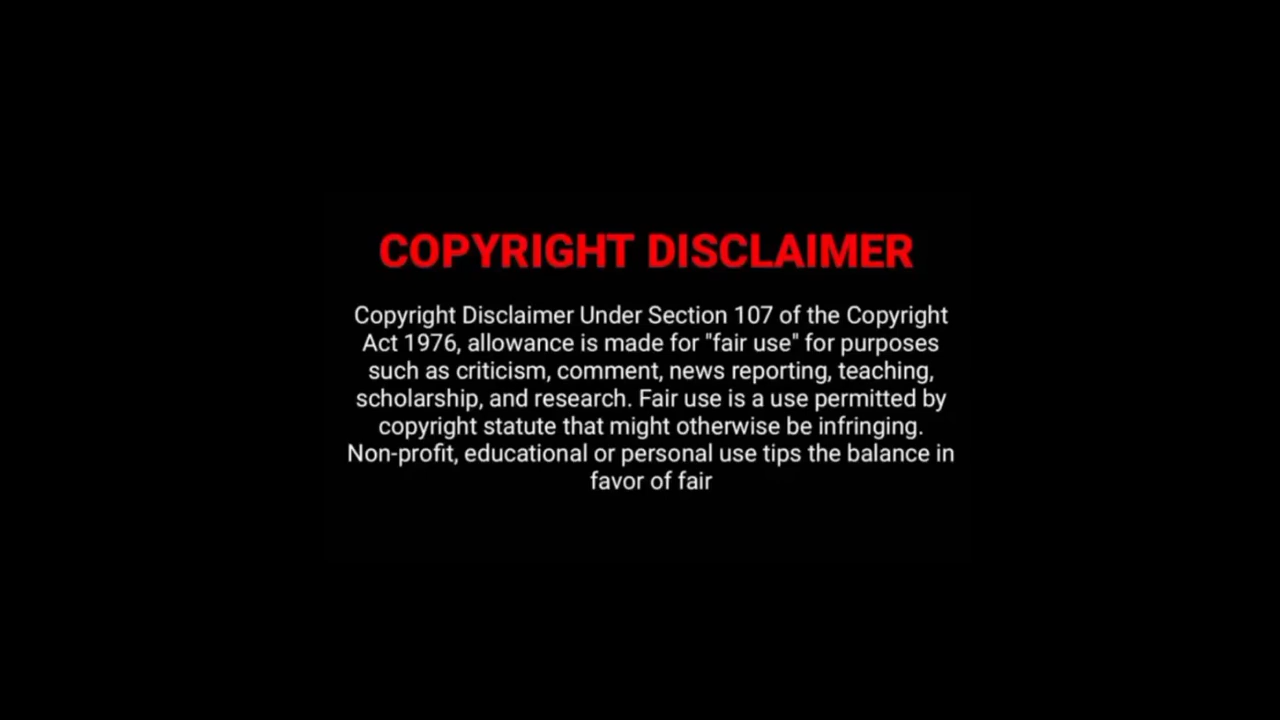 COPYRIGHT DISCLAIMER
Copyright Disclaimer Under Section 107 of the Copyright
Act 1976, allowance is made for "fair use" for purposes
such as criticism, comment, news reporting, teaching,
scholarship, and research. Fair use is a use permitted by
copyright statute that might otherwise be infringing.
Non-profit, educational or personal use tips the balance in
favor of fair